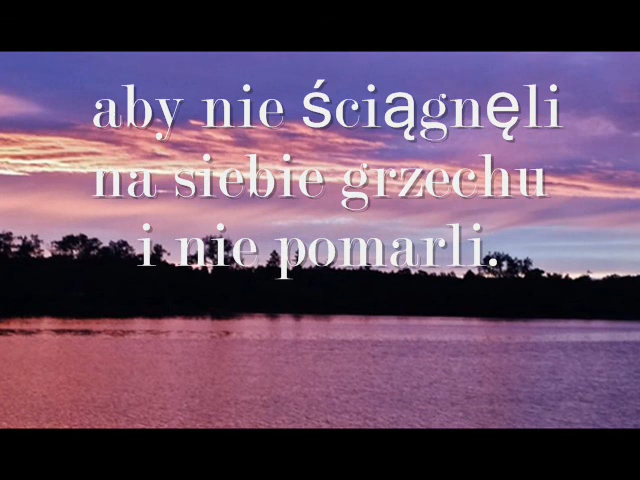 aby nie ściągnęli
na siebie grzechu
i nie pomarli.